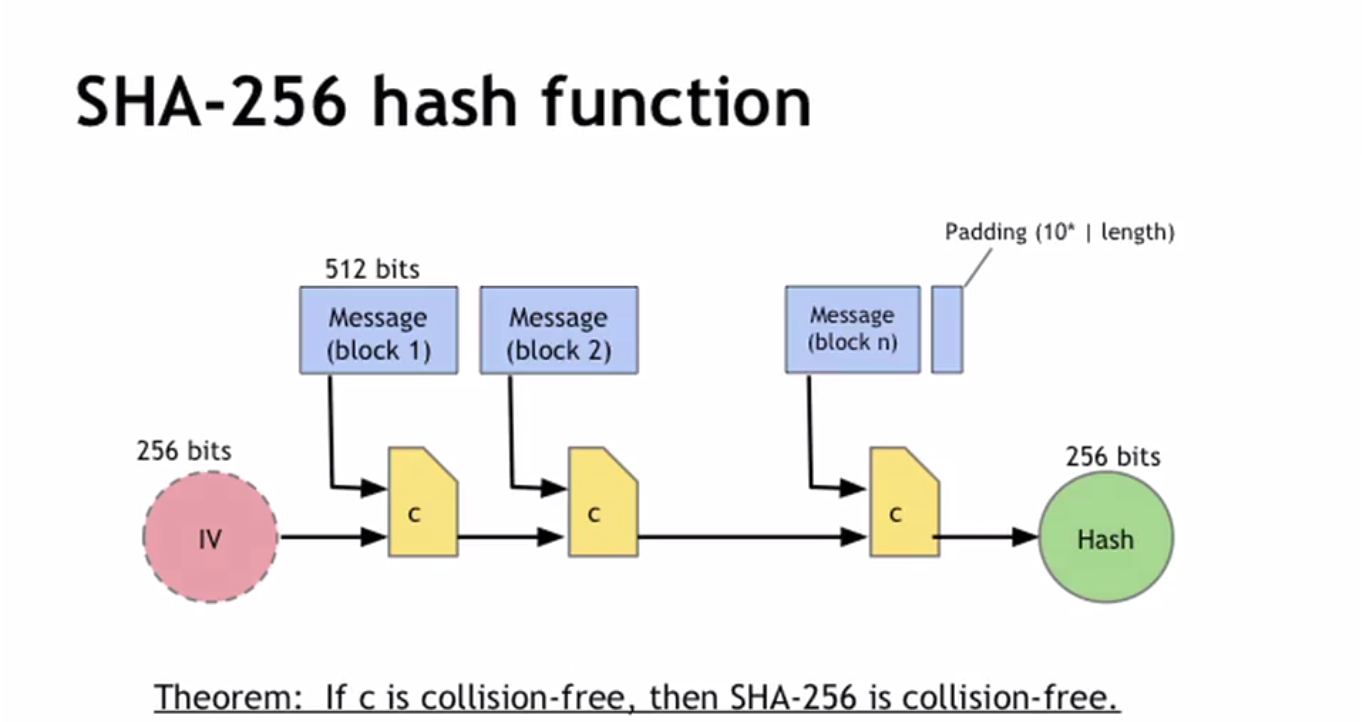 SHA-256 hash function
Padding (10* | length)
512 bits
Message
(block 1)
Message
(block 2)
Message
(block n)
256 bits
256 bits
IV
c
c
c
Hash
Theorem: If c is collision-free, then SHA-256 is collision-free.